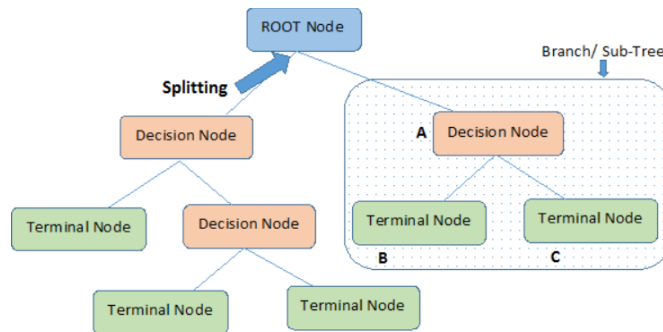 ROOT Node
Branch/ Sub-Tree
Splitting
Decision Node
A
Decision Node
Terminal Node
Decision Node
Terminal Node
Terminal Node
B
C
Terminal Node
Terminal Node